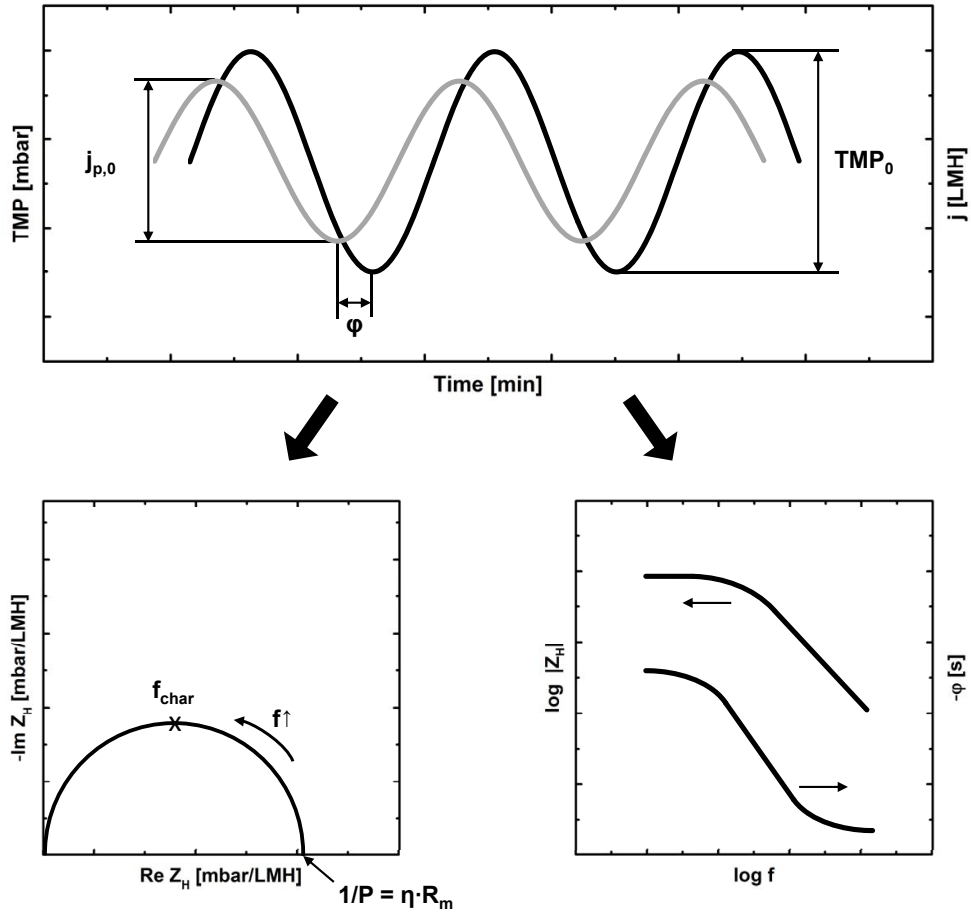 TMP [mbar]
j_p,0
TMP_0
j [LMH]
φ
Time [min]
-Im Z_H [mbar/LMH]
f_char
X
f↑
Re Z_H [mbar/LMH]
1/P = η·R_m
log |Z_H|
-φ [s]
log f